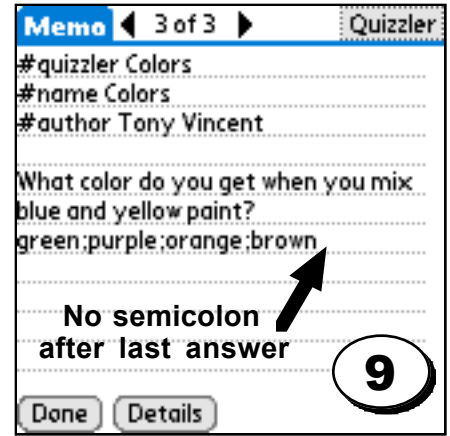 Memo 3 of 3 Quizzler
#quizzler Colors
#name Colors
#author Tony Vincent
What color do you get when you mix
blue and yellow paint?
green;purple;orange;brown
No semicolon
after last answer
9
Done Details